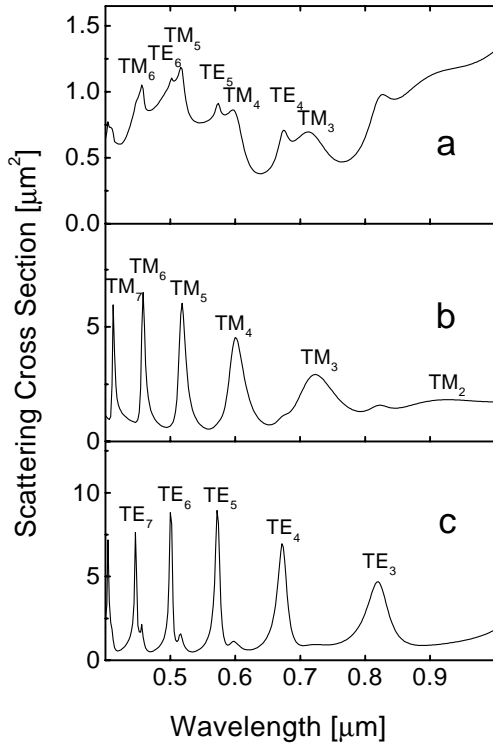 Scattering Cross Section [μm²]
1.5
1.0
0.5
0.0
TM₆
TE₆
TM₅
TE₅
TM₄
TE₄
TM₃
a
5
0
TM₇
TM₆
TM₅
TM₄
TM₃
TM₂
b
10
5
0
TE₇
TE₆
TE₅
TE₄
TE₃
c
0.5 0.6 0.7 0.8 0.9
Wavelength [μm]